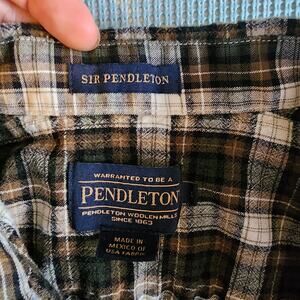 SIR PENDLETON
WARRANTED TO BE A
PENDLETON
PENDLETON WOOLEN MILLS
SINCE 1863
MADE IN
MEXICO OF
USA FABRIC